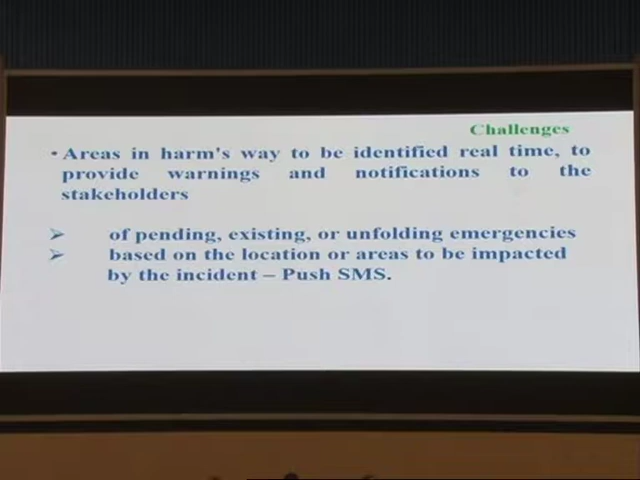 Challenges
• Areas in harm's way to be identified real time, to
provide warnings and notifications to the
stakeholders
➢ of pending, existing, or unfolding emergencies
➢ based on the location or areas to be impacted
by the incident – Push SMS.